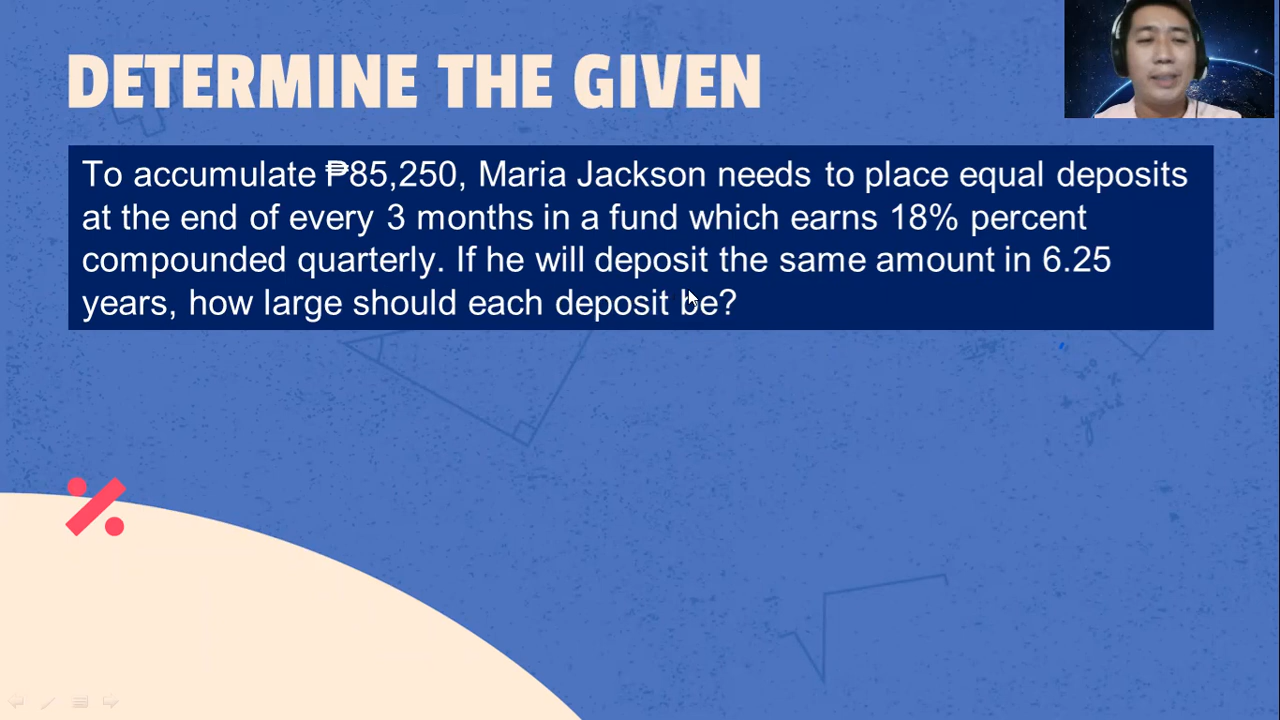 DETERMINE THE GIVEN
To accumulate ₱85,250, Maria Jackson needs to place equal deposits
at the end of every 3 months in a fund which earns 18% percent
compounded quarterly. If he will deposit the same amount in 6.25
years, how large should each deposit be?